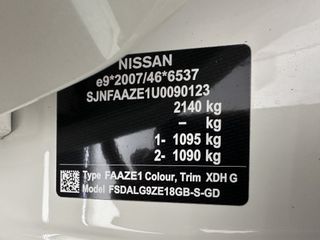 NISSAN
e9*2007/46*6537
SJNFAAZE1U0090123
2140 kg
– kg
1- 1095 kg
2- 1090 kg
Type FAAZE1 Colour, Trim XDH G
Model FSDALG9ZE18GB-S-GD